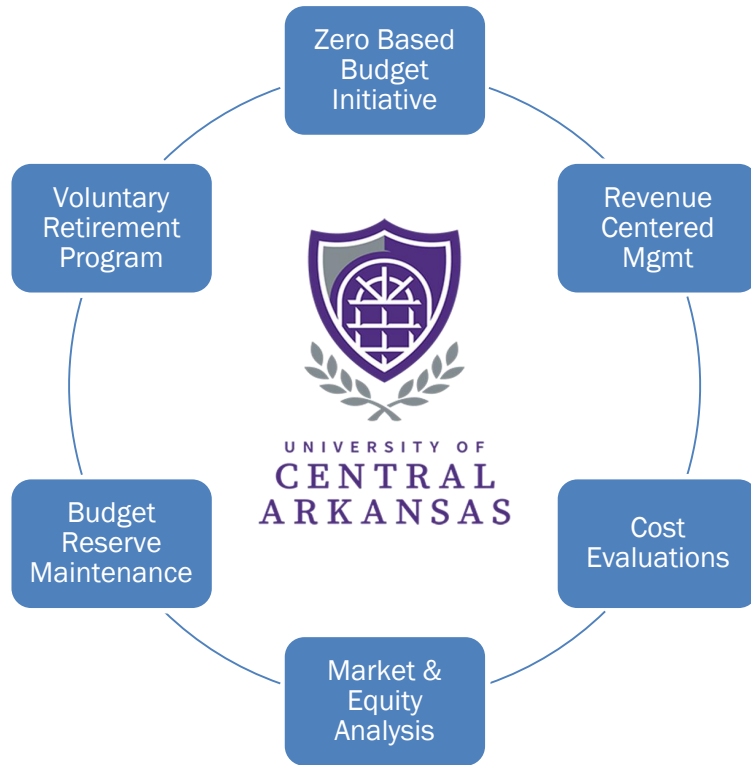 Zero Based
Budget
Initiative
Voluntary
Retirement
Program
Revenue
Centered
Mgmt
UNIVERSITY OF
CENTRAL
ARKANSAS
Budget
Reserve
Maintenance
Cost
Evaluations
Market &
Equity
Analysis